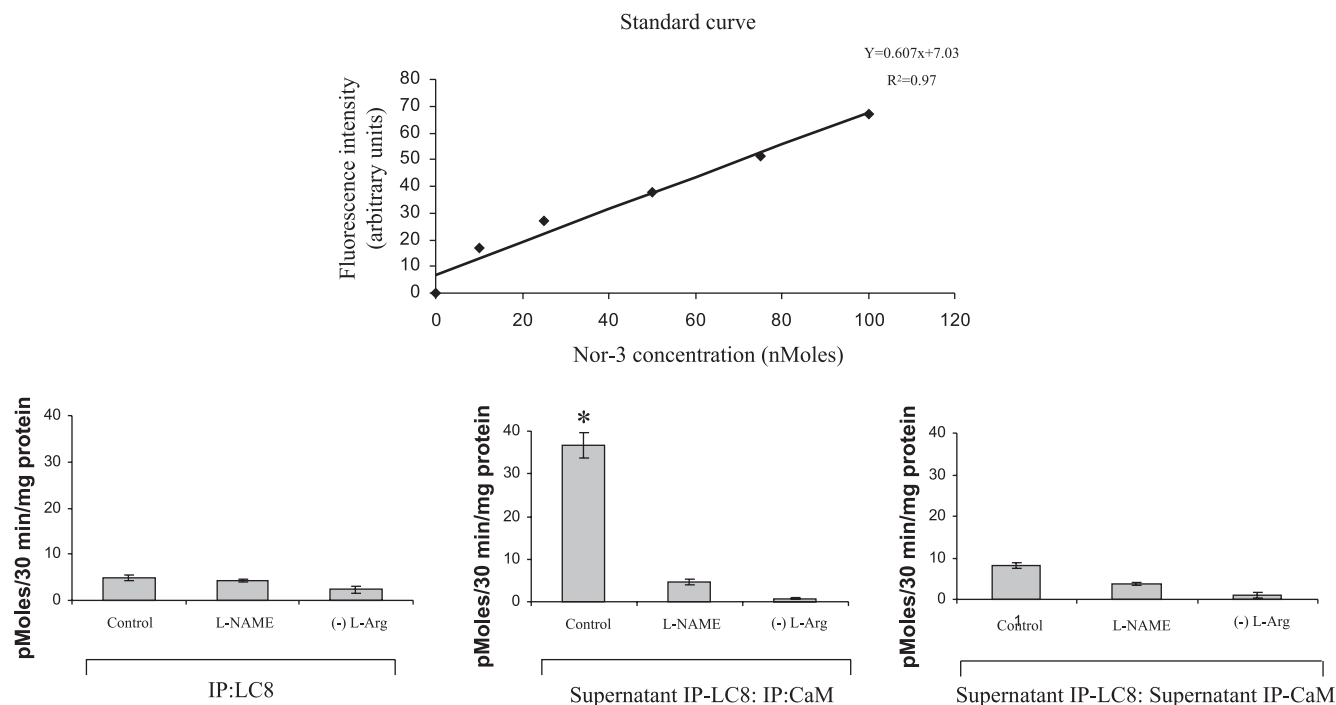 Standard curve
Y=0.607x+7.03
R²=0.97
Fluorescence intensity
(arbitrary units)
80
70
60
50
40
30
20
10
0
0 20 40 60 80 100 120
Nor-3 concentration (nMoles)
pMoles/30 min/mg protein
40
30
20
10
0
Control L-NAME (-) L-Arg
IP:LC8
pMoles/30 min/mg protein
40
30
20
10
0
*
Control L-NAME (-) L-Arg
Supernatant IP-LC8: IP:CaM
pMoles/30 min/mg protein
40
30
20
10
0
Control L-NAME (-) L-Arg
1
Supernatant IP-LC8: Supernatant IP-CaM